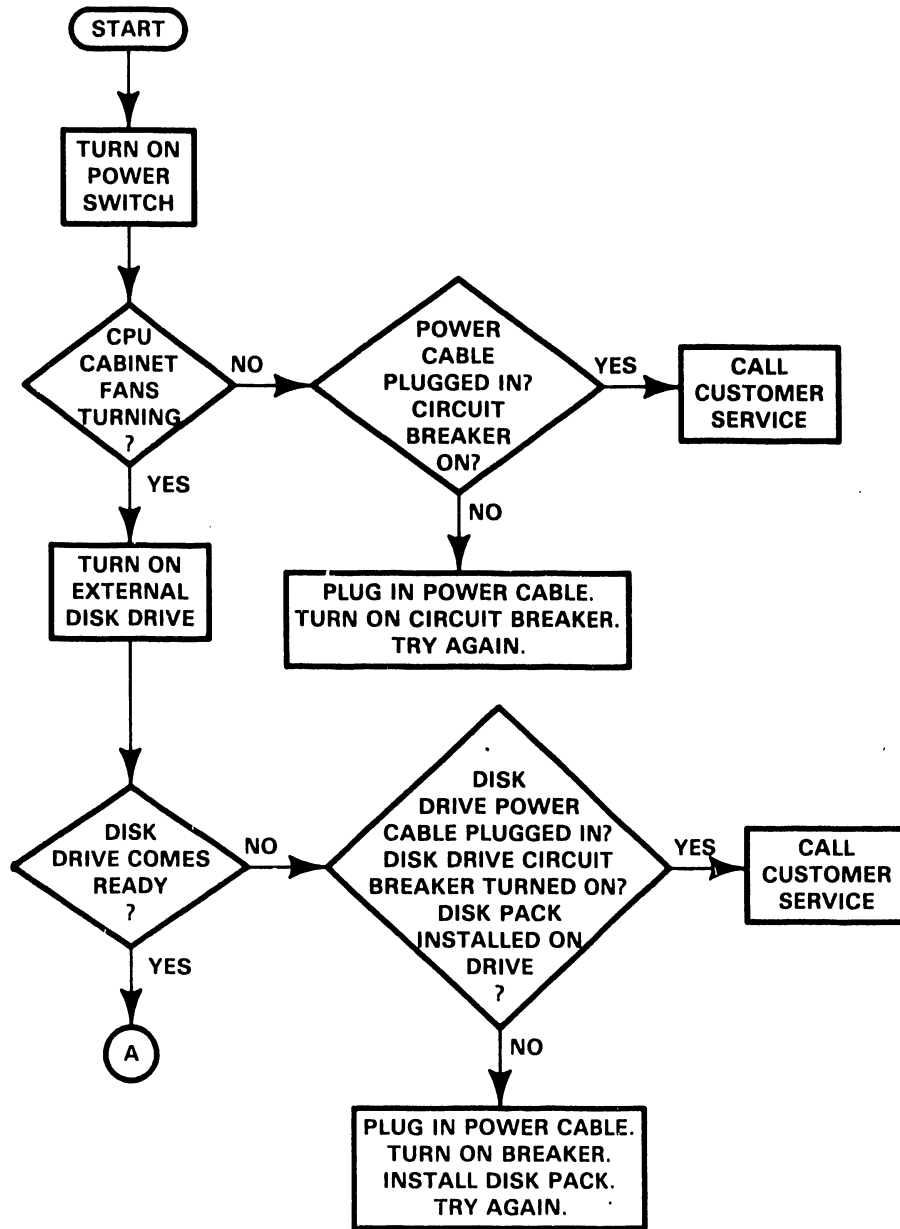 START
TURN ON
POWER
SWITCH
CPU
CABINET
FANS
TURNING
?
NO
POWER
CABLE
PLUGGED IN?
CIRCUIT
BREAKER
ON?
YES
CALL
CUSTOMER
SERVICE
YES
NO
TURN ON
EXTERNAL
DISK DRIVE
PLUG IN POWER CABLE.
TURN ON CIRCUIT BREAKER.
TRY AGAIN.
DISK
DRIVE COMES
READY
?
NO
DISK
DRIVE POWER
CABLE PLUGGED IN?
DISK DRIVE CIRCUIT
BREAKER TURNED ON?
DISK PACK
INSTALLED ON
DRIVE
?
YES
CALL
CUSTOMER
SERVICE
YES
A
NO
PLUG IN POWER CABLE.
TURN ON BREAKER.
INSTALL DISK PACK.
TRY AGAIN.